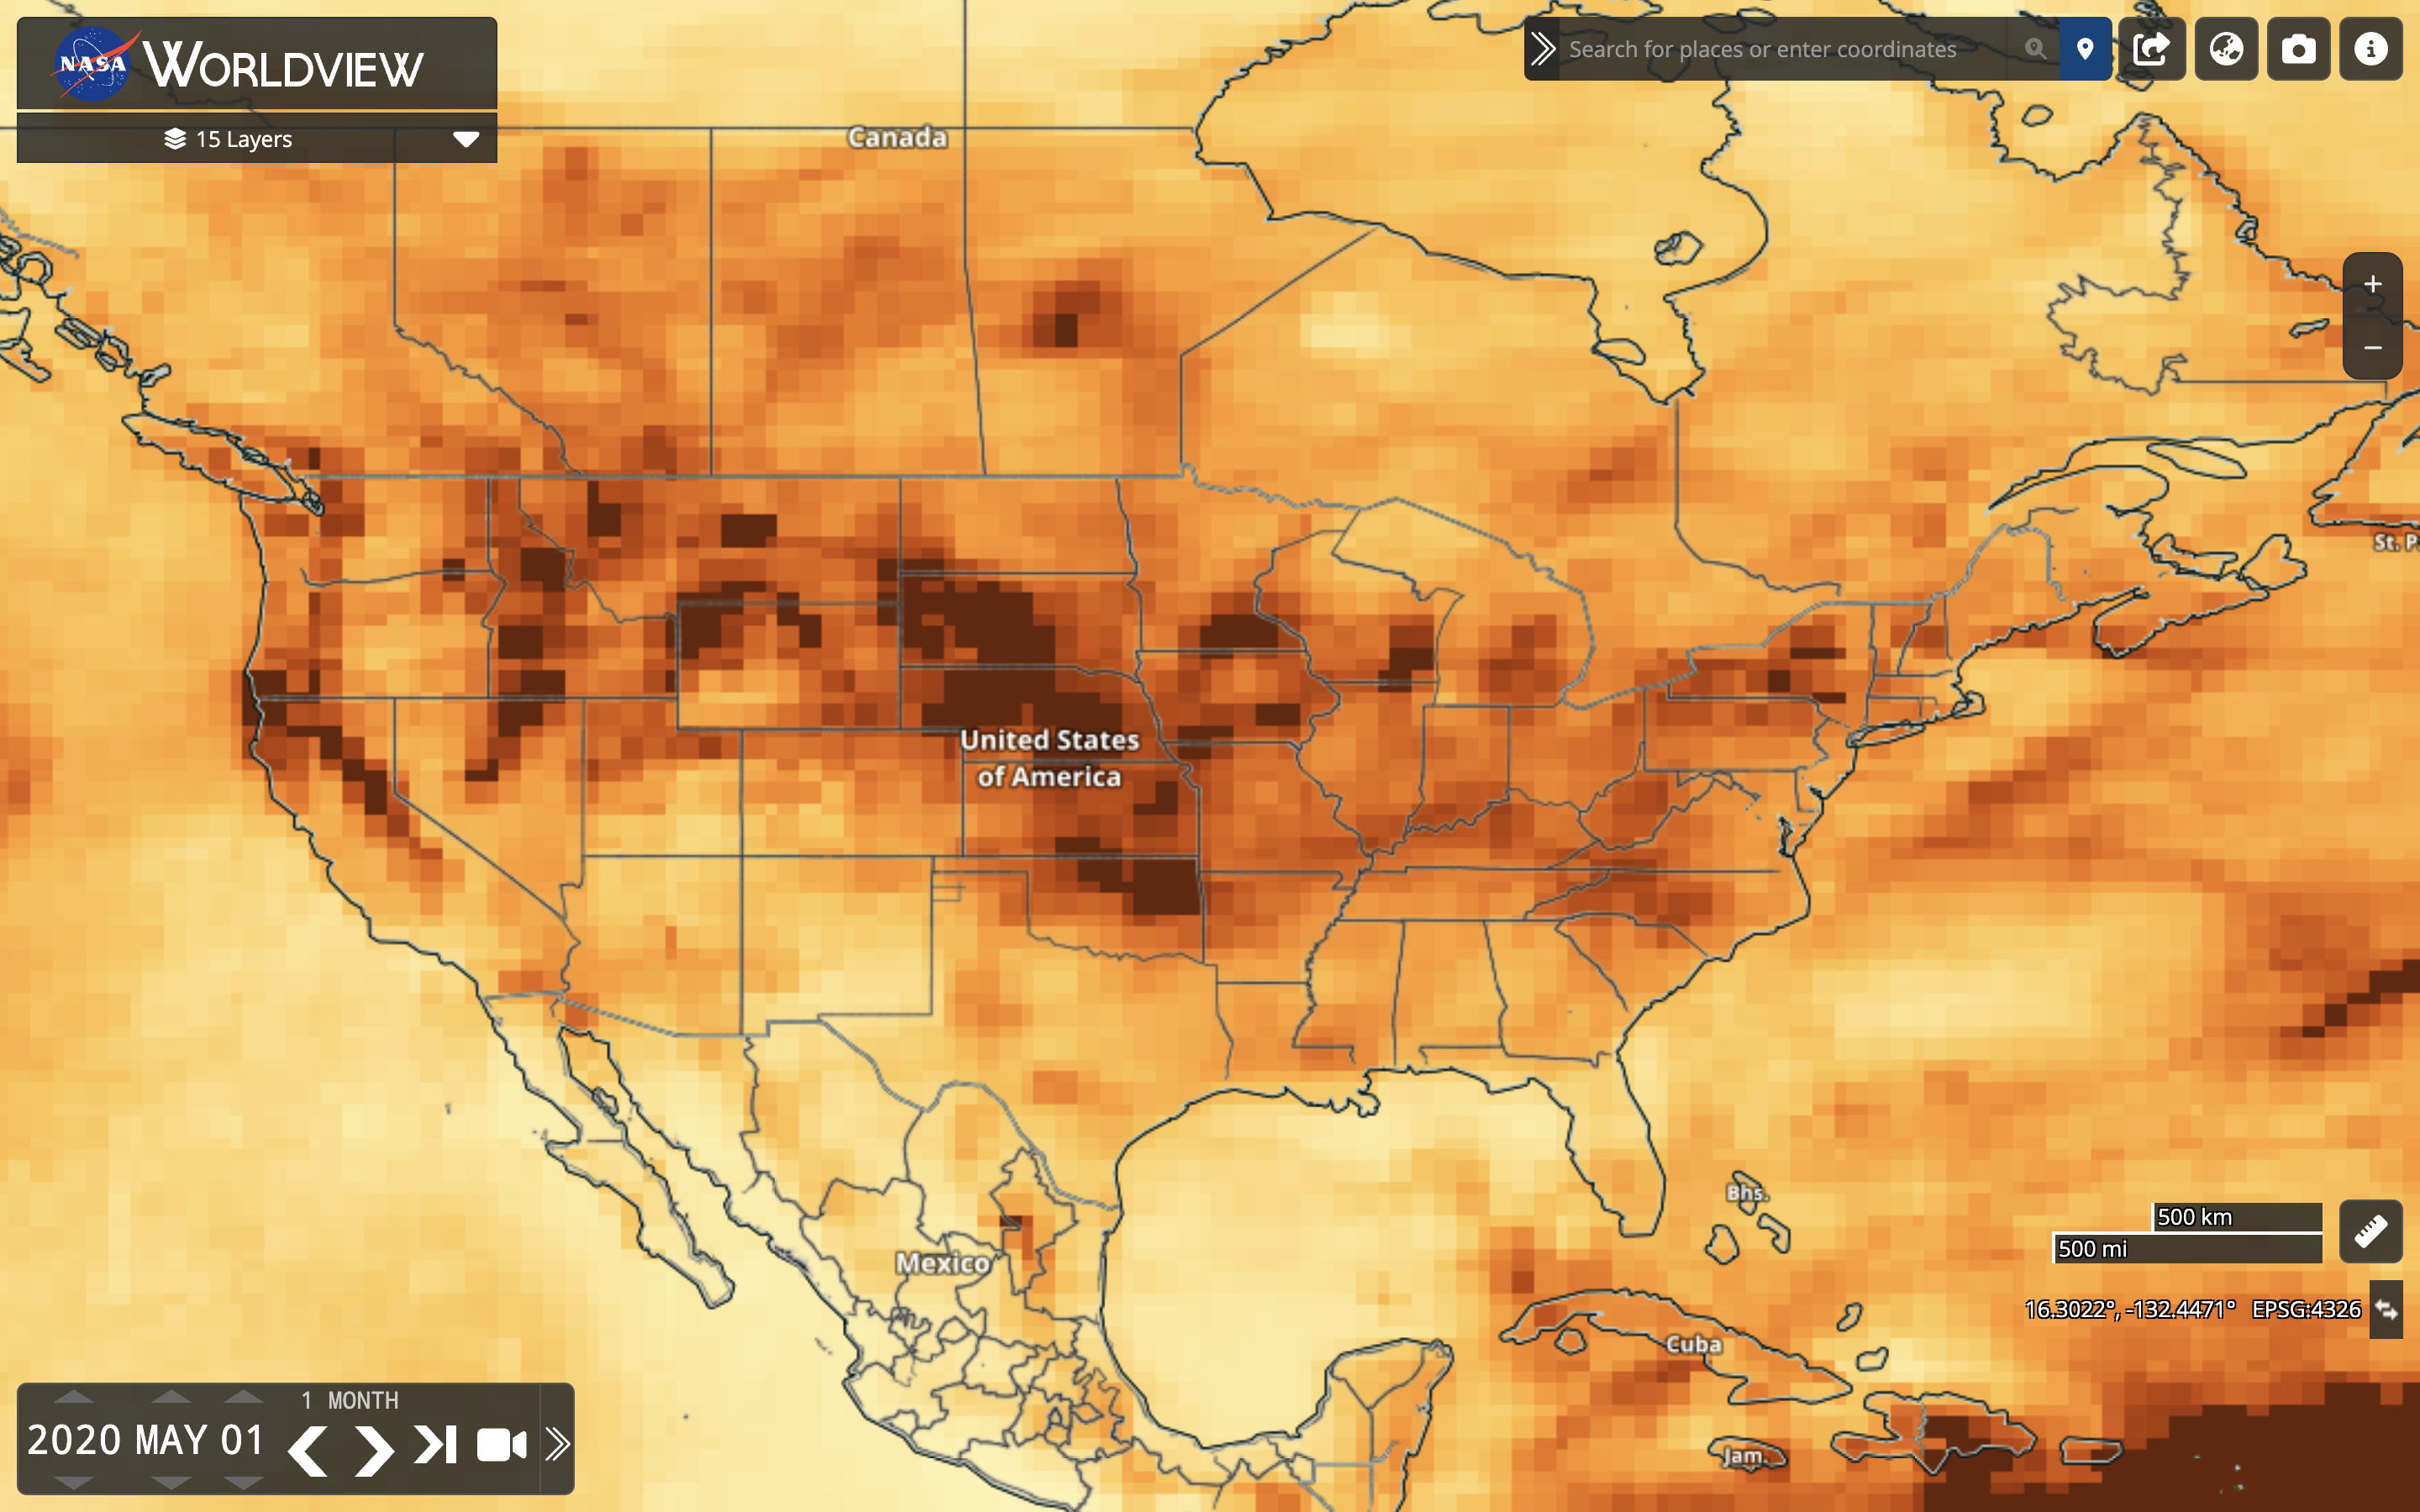 NASA WORLDVIEW
15 Layers
Search for places or enter coordinates
Canada
St. P
United States
of America
Bhs.
500 km
500 mi
Mexico
16.3022°, -132.4471° EPSG:4326
Cuba
1 MONTH
2020 MAY 01
Jam.